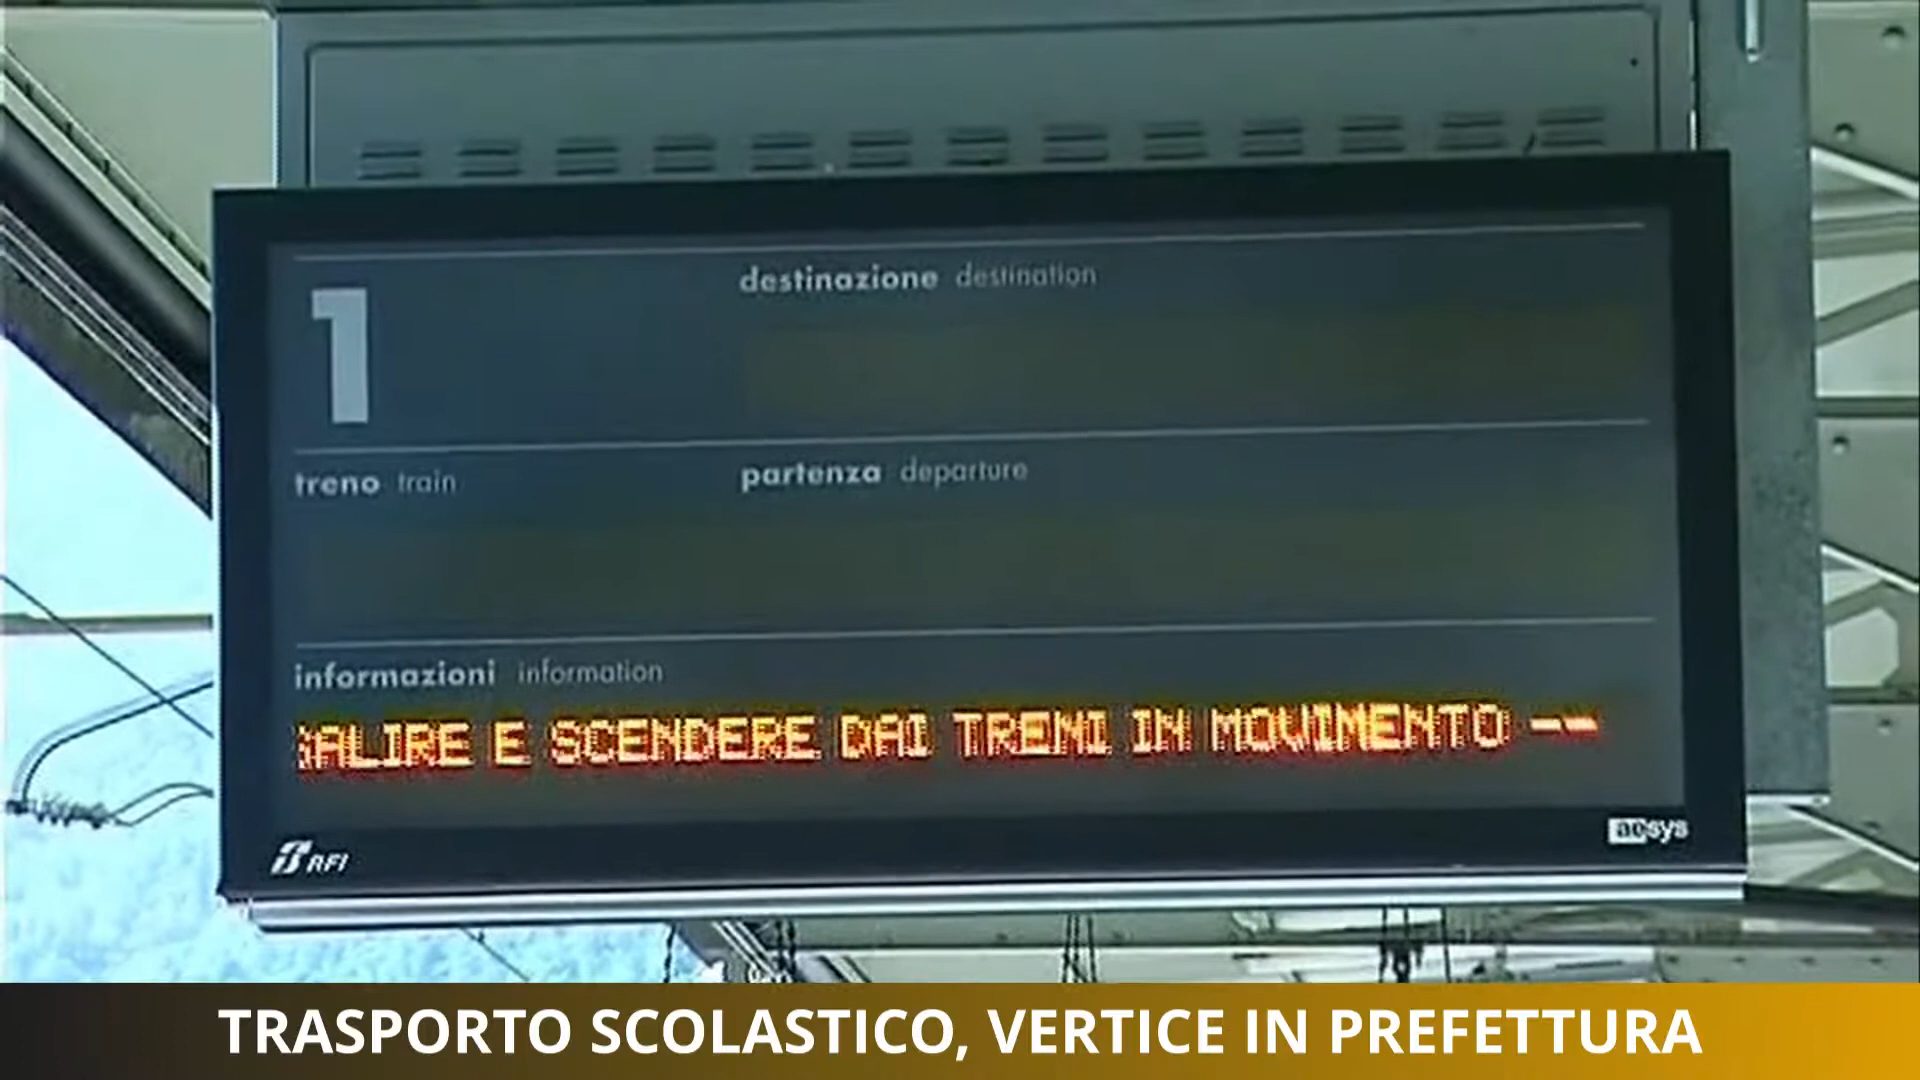 1
destinazione destination
treno train
partenza departure
informazioni information
SALIRE E SCENDERE DAI TRENI IN MOVIMENTO --
RFI
aesys
TRASPORTO SCOLASTICO, VERTICE IN PREFETTURA